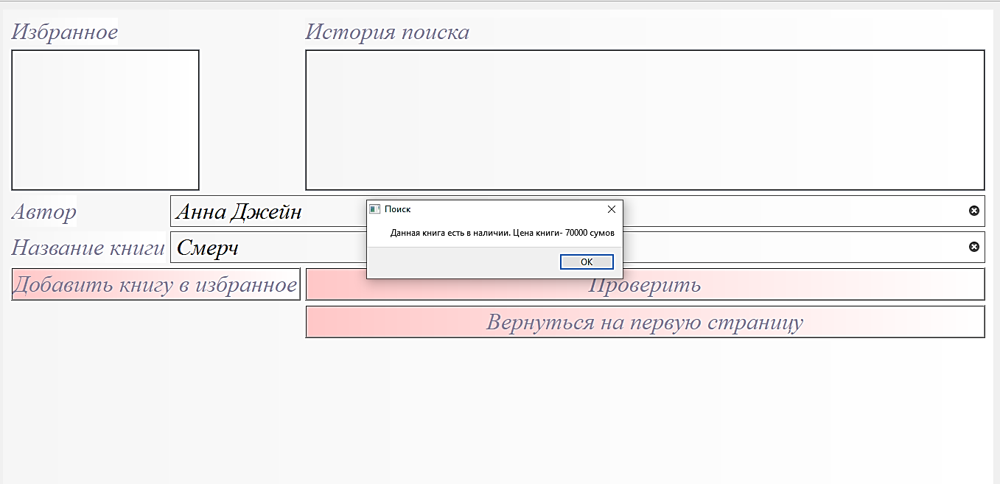 Избранное
История поиска
Автор
Анна Джейн
Название книги
Смерч
Поиск
Данная книга есть в наличии. Цена книги- 70000 сумов
OK
Добавить книгу в избранное
Проверить
Вернуться на первую страницу